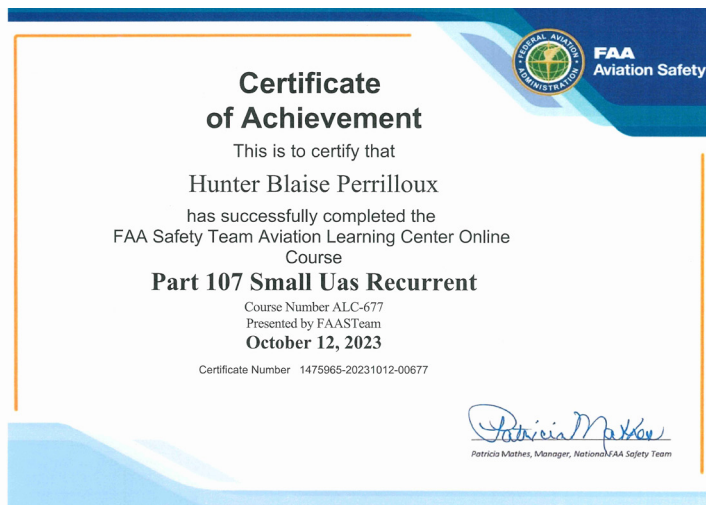 FEDERAL AVIATION
ADMINISTRATION
FAA
Aviation Safety
Certificate
of Achievement
This is to certify that
Hunter Blaise Perrilloux
has successfully completed the
FAA Safety Team Aviation Learning Center Online
Course
Part 107 Small Uas Recurrent
Course Number ALC-677
Presented by FAASTeam
October 12, 2023
Certificate Number 1475965-20231012-00677
Patricia Mathes
Patricia Mathes, Manager, National FAA Safety Team